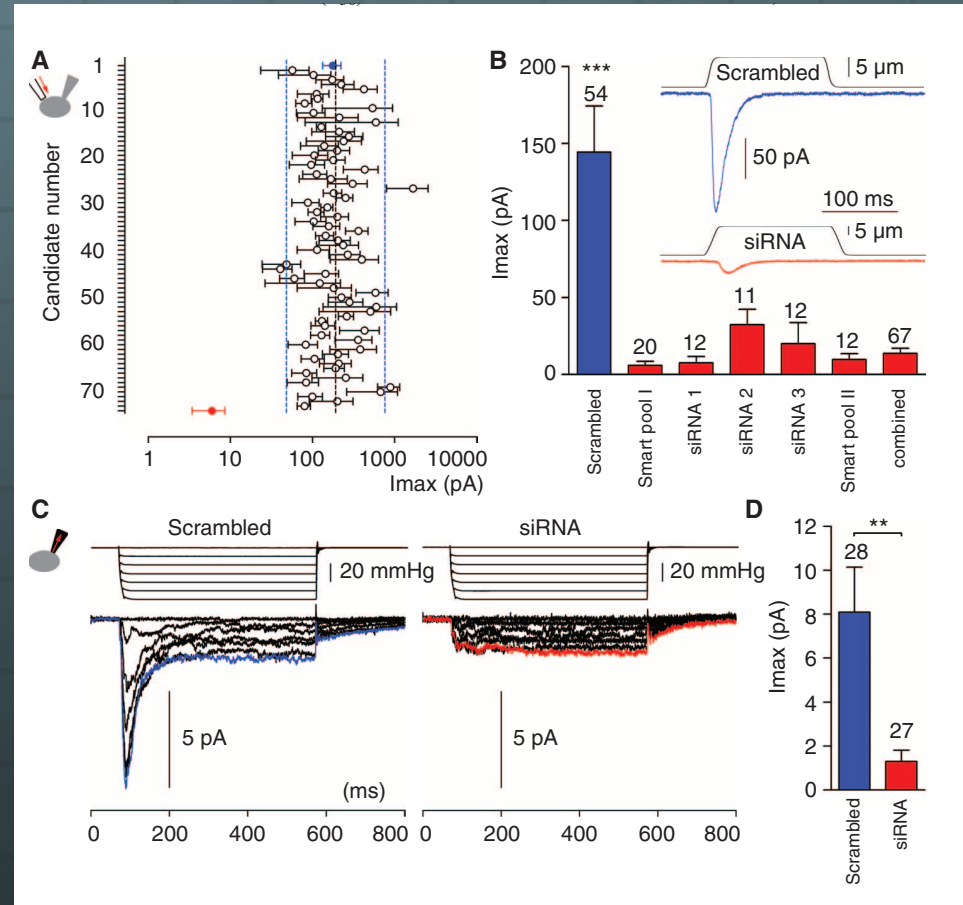 A
1
10
20
30
40
50
60
70
Candidate number
1 10 100 1000 10000
Imax (pA)
B
200
150
100
50
0
Imax (pA)
***
54
20
12
11
12
12
67
Scrambled
Smart pool I
siRNA 1
siRNA 2
siRNA 3
Smart pool II
combined
Scrambled
5 µm
50 pA
100 ms
siRNA
5 µm
C
Scrambled
20 mmHg
5 pA
(ms)
0 200 400 600 800
siRNA
20 mmHg
5 pA
0 200 400 600 800
D
12
10
8
6
4
2
0
Imax (pA)
**
28
27
Scrambled
siRNA